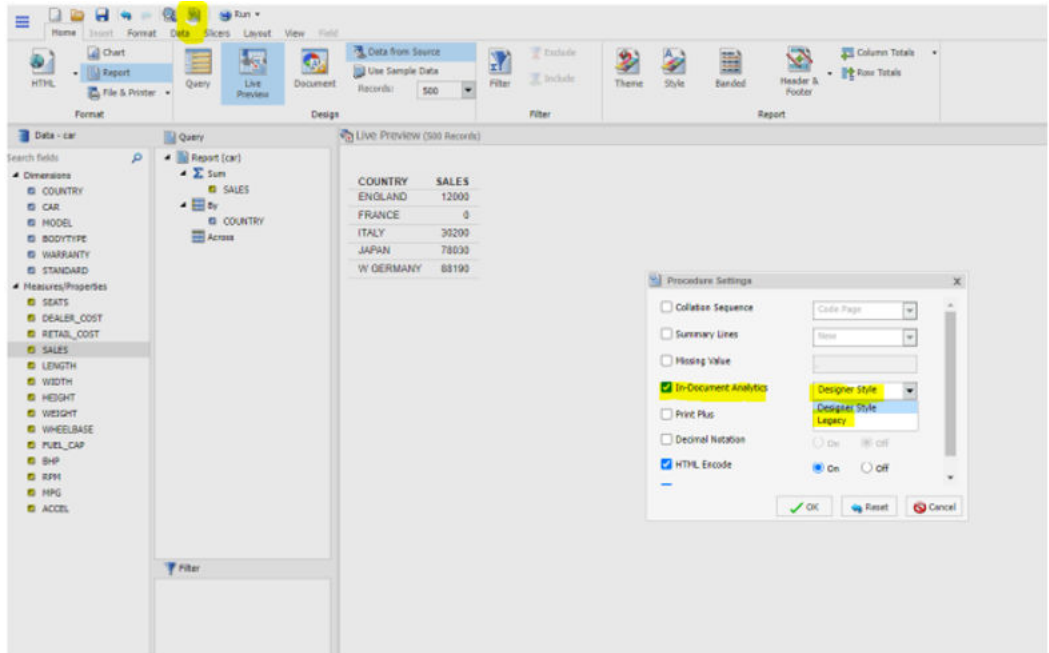 Run
Home Insert Format Data Slicers Layout View Field
HTML
Chart
Report
File & Printer
Format
Query
Live Preview
Document
Data from Source
Use Sample Data
Records: 500
Design
Filter
Exclude
Include
Filter
Theme
Style
Banded
Header & Footer
Column Totals
Row Totals
Report
Data - car
Search fields
Dimensions
COUNTRY
CAR
MODEL
BODYTYPE
WARRANTY
STANDARD
Measures/Properties
SEATS
DEALER_COST
RETAIL_COST
SALES
LENGTH
WIDTH
HEIGHT
WEIGHT
WHEELBASE
FUEL_CAP
BHP
RPM
MPG
ACCEL
Query
Report (car)
Sum
SALES
By
COUNTRY
Across
Filter
Live Preview (500 Records)
COUNTRY SALES
ENGLAND 12000
FRANCE 0
ITALY 30200
JAPAN 78030
W GERMANY 88190
Procedure Settings X
Collation Sequence Code Page
Summary Lines New
Missing Value .
In-Document Analytics Designer Style
Designer Style
Legacy
Print Plus
Decimal Notation On Off
HTML Encode On Off
OK Reset Cancel